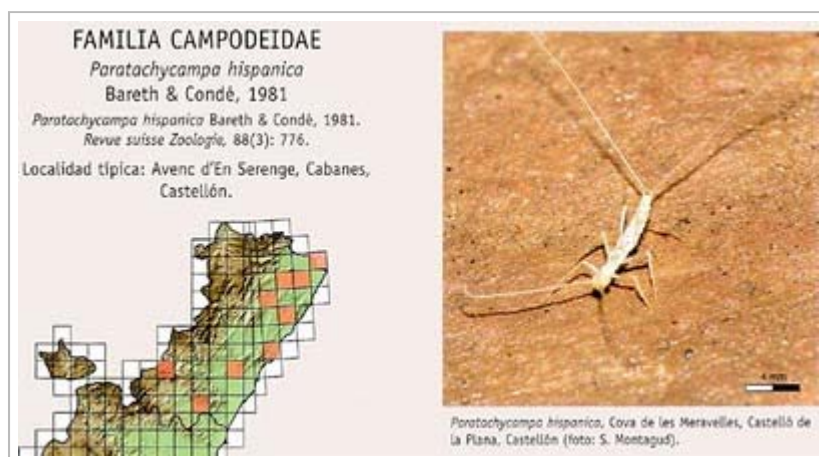 FAMILIA CAMPODEIDAE
Paratachycampa hispanica
Bareth & Condé, 1981
Paratachycampa hispanica Bareth & Condé, 1981.
Revue suisse Zoologie, 88(3): 776.
Localidad típica: Avenc d'En Serenge, Cabanes,
Castellón.
4 mm
Paratachycampa hispanica, Cova de les Meravelles, Castelló de
la Plana, Castellón (foto: S. Montagud).